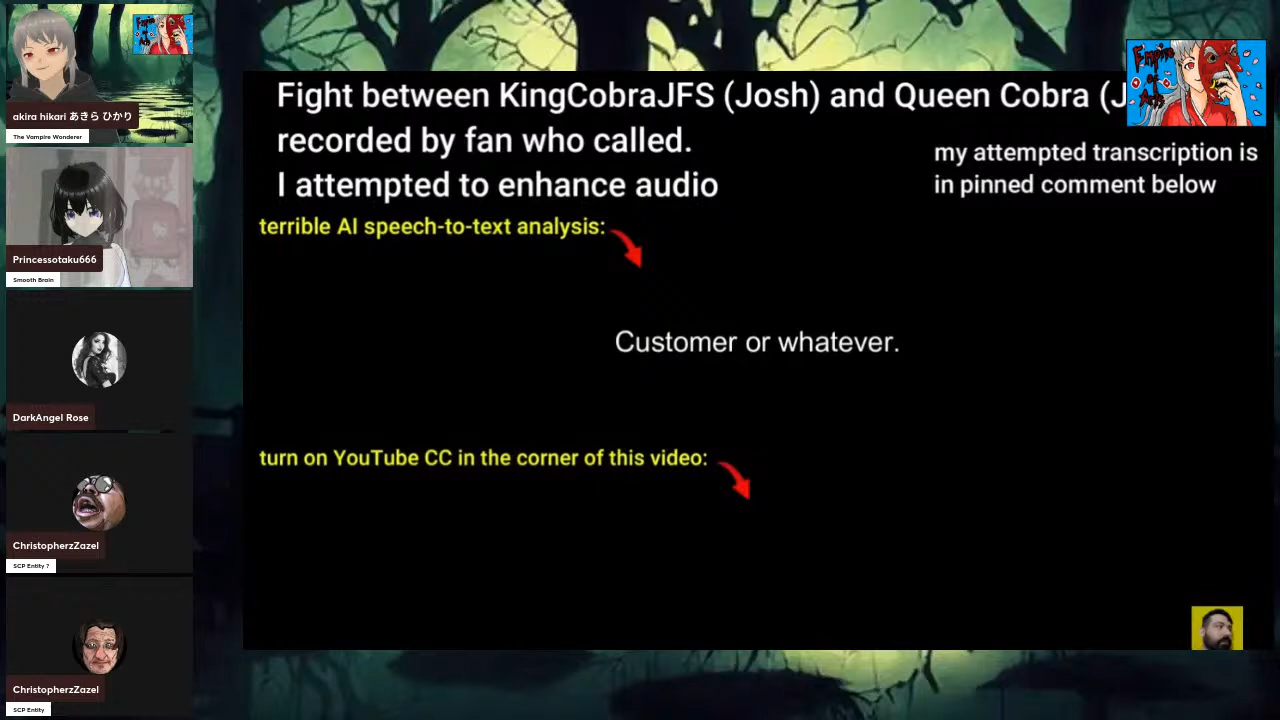 akira hikari あきら ひかり
The Vampire Wonderer
Princessotaku666
Smooth Brain
DarkAngel Rose
ChristopherzZazel
SCP Entity ?
ChristopherzZazel
SCP Entity
Fight between KingCobraJFS (Josh) and Queen Cobra (J
recorded by fan who called.
I attempted to enhance audio
my attempted transcription is
in pinned comment below
terrible AI speech-to-text analysis:
Customer or whatever.
turn on YouTube CC in the corner of this video:
Empire
of
Arts